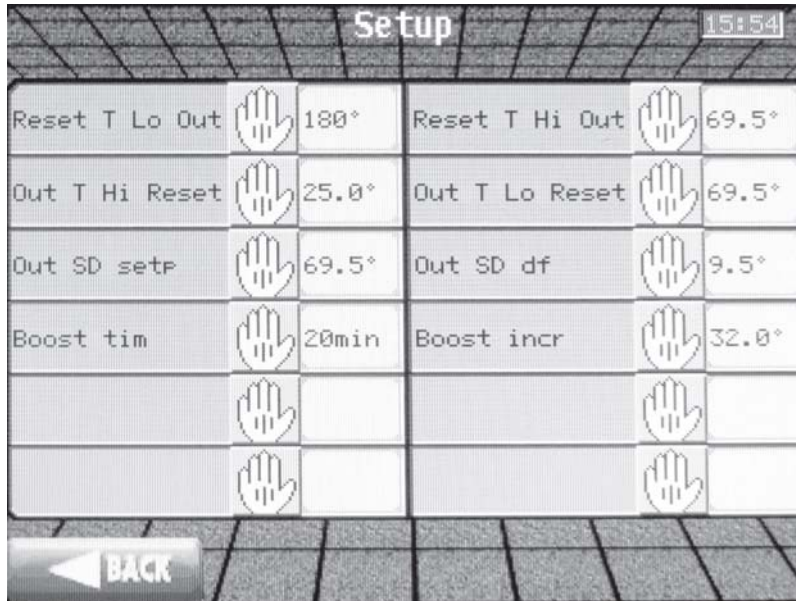 Setup
15:54
Reset T Lo Out 180° Reset T Hi Out 69.5°
Out T Hi Reset 25.0° Out T Lo Reset 69.5°
Out SD setp 69.5° Out SD df 9.5°
Boost tim 20min Boost incr 32.0°
BACK